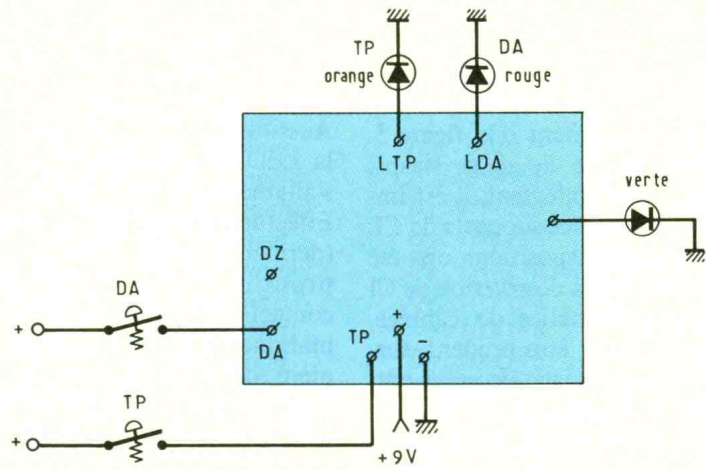 TP
orange
DA
rouge
LTP
LDA
verte
DZ
DA
+
DA
TP
+
-
TP
+
+9V